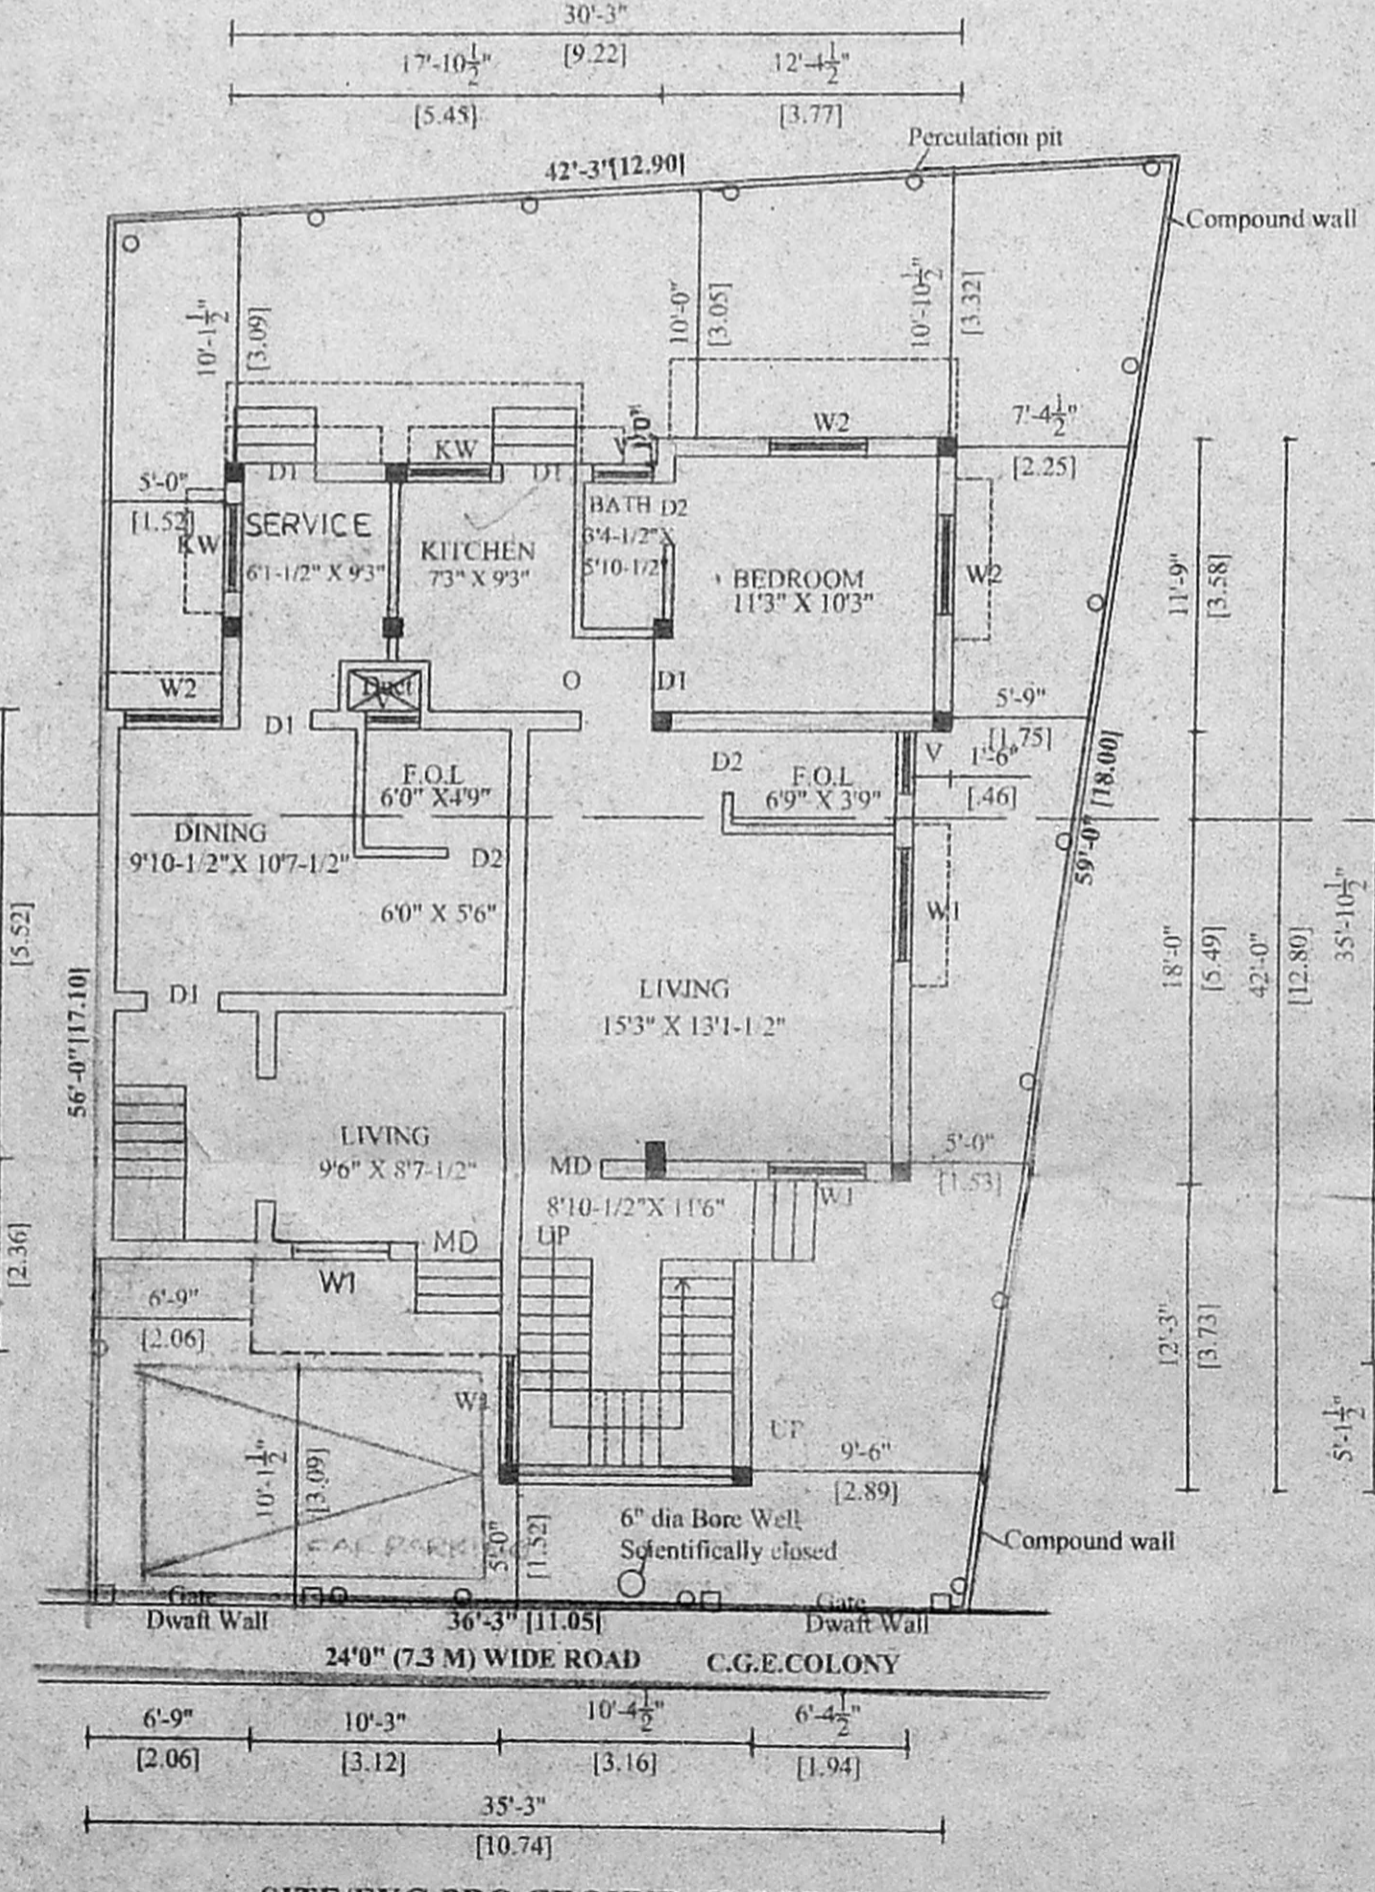 30'-3"
[9.22]
17'-10½"
12'-4½"
[5.45]
[3.77]
Perculation pit
42'-3"[12.90]
Compound wall
10'-1½"
[3.09]
10'-0"
[3.05]
10'-10½"
[3.32]
W2
7'-4½"
[2.25]
KW
D1
D1
5'-0"
[1.52]
KW
SERVICE
6'1-1/2" X 9'3"
KITCHEN
7'3" X 9'3"
BATH
D2
3'4-1/2"X
5'10-1/2"
BEDROOM
11'3" X 10'3"
W2
11'-9"
[3.58]
W2
Duct
V
O
D1
5'-9"
[1.75]
D1
D2
V
1'-6"
[.46]
F.O.L
6'0" X4'9"
F.O.L
6'9" X 3'9"
59'-0" [18.00]
DINING
9'10-1/2"X 10'7-1/2"
D2
6'0" X 5'6"
W1
[5.52]
18'-0"
[5.49]
42'-0"
[12.80]
35'-10½"
56'-0"[17.10]
D1
LIVING
15'3" X 13'1-1/2"
LIVING
9'6" X 8'7-1/2"
MD
5'-0"
[1.53]
W1
8'10-1/2"X 11'6"
UP
MD
W1
[2.36]
6'-9"
[2.06]
12'-3"
[3.73]
W1
UP
9'-6"
[2.89]
5'-1½"
10'-1½"
[3.09]
CAR PARKING
5'-0"
[1.52]
6" dia Bore Well
Scientifically closed
Compound wall
Gate
Dwaft Wall
36'-3" [11.05]
Gate
Dwaft Wall
24'0" (7.3 M) WIDE ROAD
C.G.E.COLONY
6'-9"
[2.06]
10'-3"
[3.12]
10'-4½"
[3.16]
6'-4½"
[1.94]
35'-3"
[10.74]